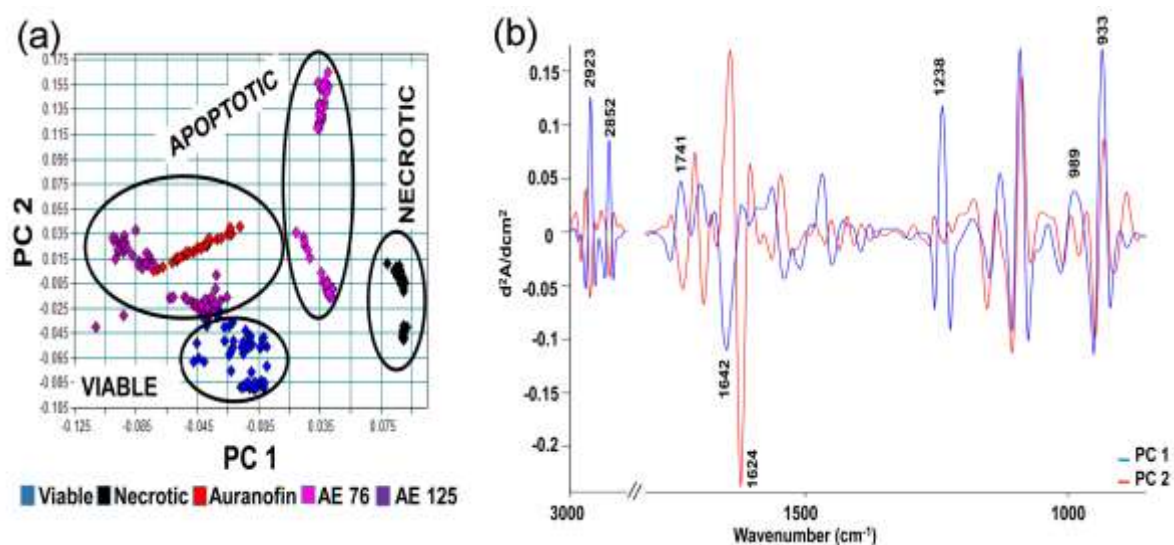 (a)
0.175
0.155
0.135
0.115
0.095
0.075
0.055
0.035
0.015
-0.005
-0.025
-0.045
-0.065
-0.085
-0.105
PC 2
APOPTOTIC
NECROTIC
VIABLE
-0.125 -0.085 -0.045 -0.005 0.035 0.075
PC 1
Viable Necrotic Auranofin AE 76 AE 125
(b)
0.15
0.1
0.05
0
-0.05
-0.1
-0.15
-0.2
d²A/dcm²
2923
2852
1741
1642
1624
1238
989
933
PC 1
PC 2
3000 // 1500 1000
Wavenumber (cm⁻¹)